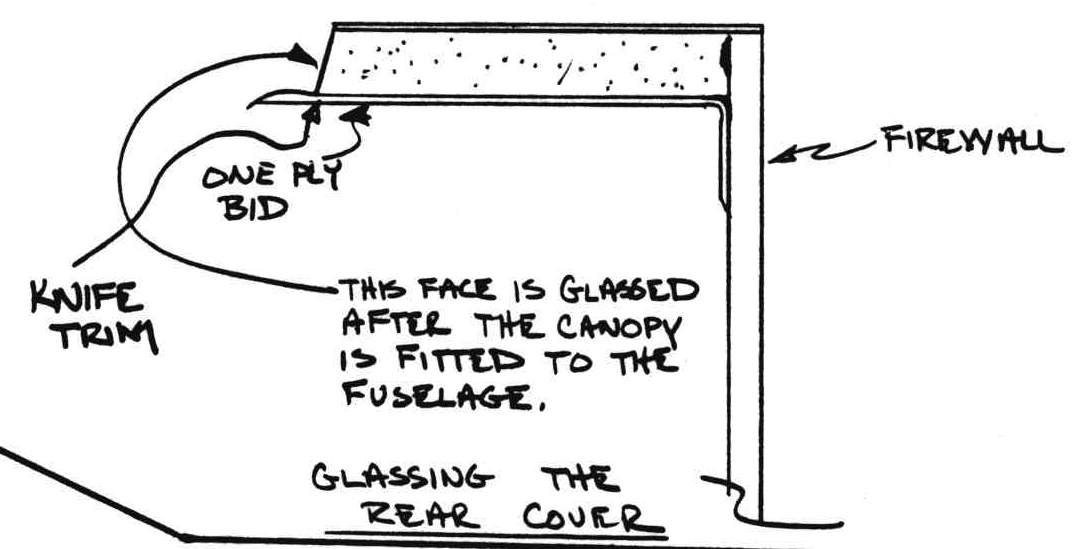 FIREWALL
ONE PLY
BID
KNIFE
TRIM
THIS FACE IS GLASSED
AFTER THE CANOPY
IS FITTED TO THE
FUSELAGE.
GLASSING THE
REAR COVER